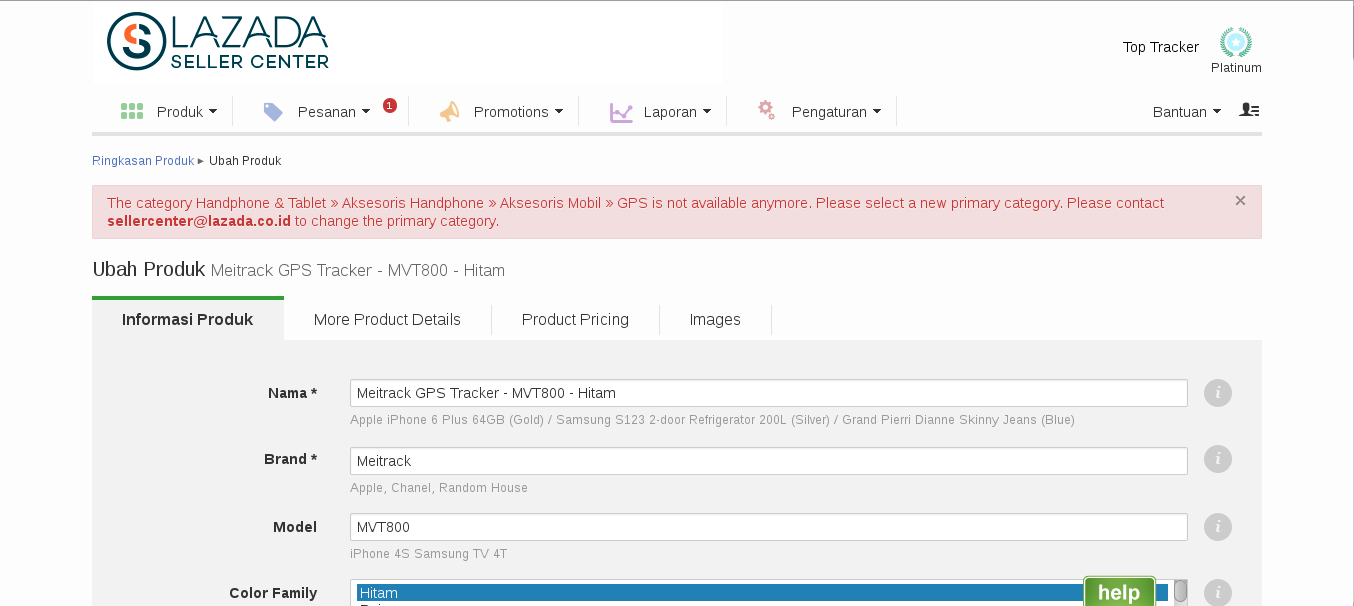 LAZADA
SELLER CENTER
Top Tracker
Platinum
Produk
Pesanan
1
Promotions
Laporan
Pengaturan
Bantuan
Ringkasan Produk ▸ Ubah Produk
The category Handphone & Tablet » Aksesoris Handphone » Aksesoris Mobil » GPS is not available anymore. Please select a new primary category. Please contact
sellercenter@lazada.co.id to change the primary category.
×
Ubah Produk Meitrack GPS Tracker - MVT800 - Hitam
Informasi Produk
More Product Details
Product Pricing
Images
Nama *
Meitrack GPS Tracker - MVT800 - Hitam
i
Apple iPhone 6 Plus 64GB (Gold) / Samsung S123 2-door Refrigerator 200L (Silver) / Grand Pierri Dianne Skinny Jeans (Blue)
Brand *
Meitrack
i
Apple, Chanel, Random House
Model
MVT800
i
iPhone 4S Samsung TV 4T
Color Family
Hitam
help
i